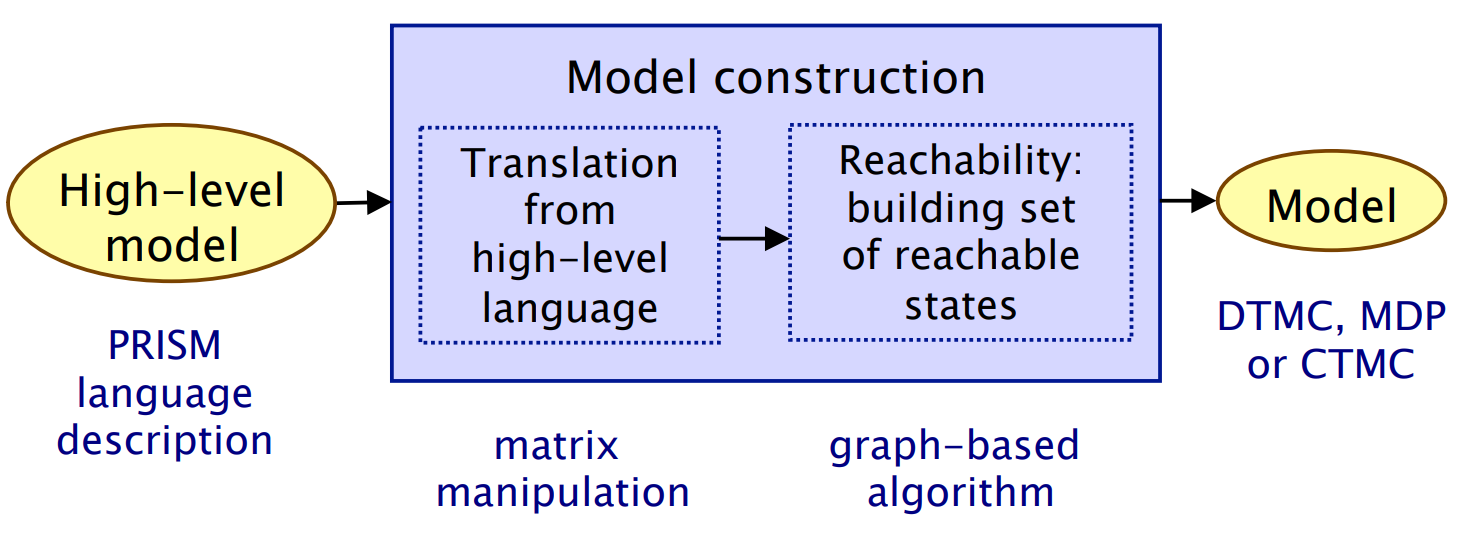 Model construction
High-level
model
Translation
from
high-level
language
Reachability:
building set
of reachable
states
Model
PRISM
language
description
matrix
manipulation
graph-based
algorithm
DTMC, MDP
or CTMC